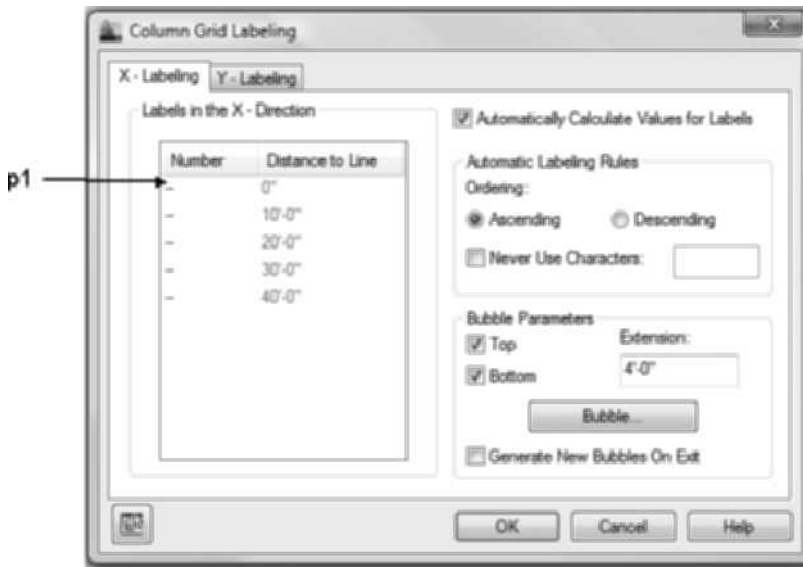 Column Grid Labeling
X - Labeling
Y - Labeling
Labels in the X - Direction
Number Distance to Line
- 0"
- 10'-0"
- 20'-0"
- 30'-0"
- 40'-0"
p1
Automatically Calculate Values for Labels
Automatic Labeling Rules
Ordering:
Ascending Descending
Never Use Characters:
Bubble Parameters
Top
Bottom
Extension:
4'-0"
Bubble...
Generate New Bubbles On Exit
OK Cancel Help